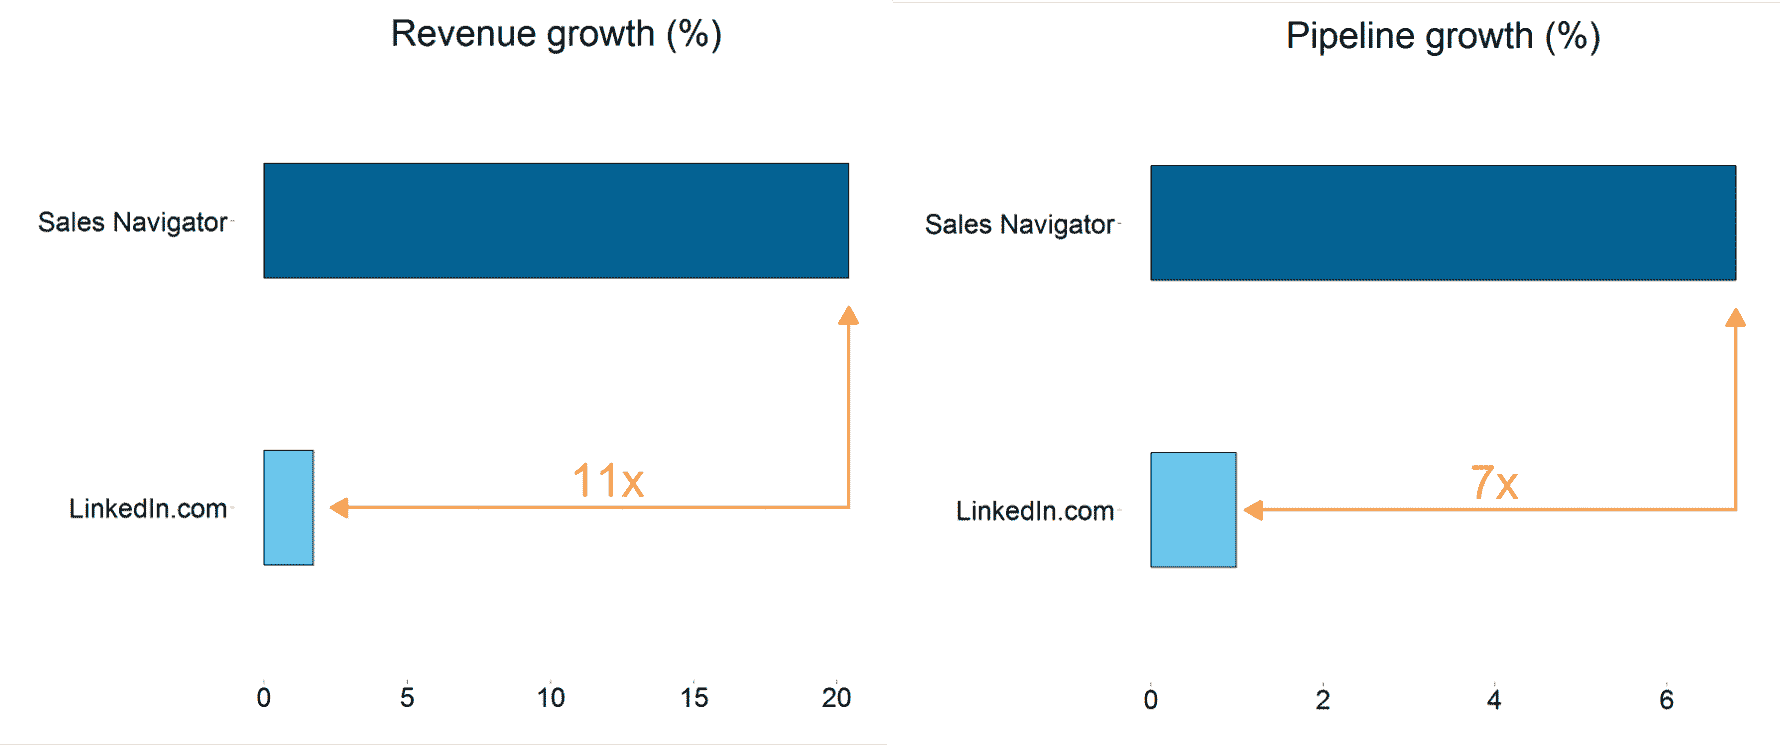 Revenue growth (%)
Sales Navigator
LinkedIn.com
11x
0 5 10 15 20
Pipeline growth (%)
Sales Navigator
LinkedIn.com
7x
0 2 4 6